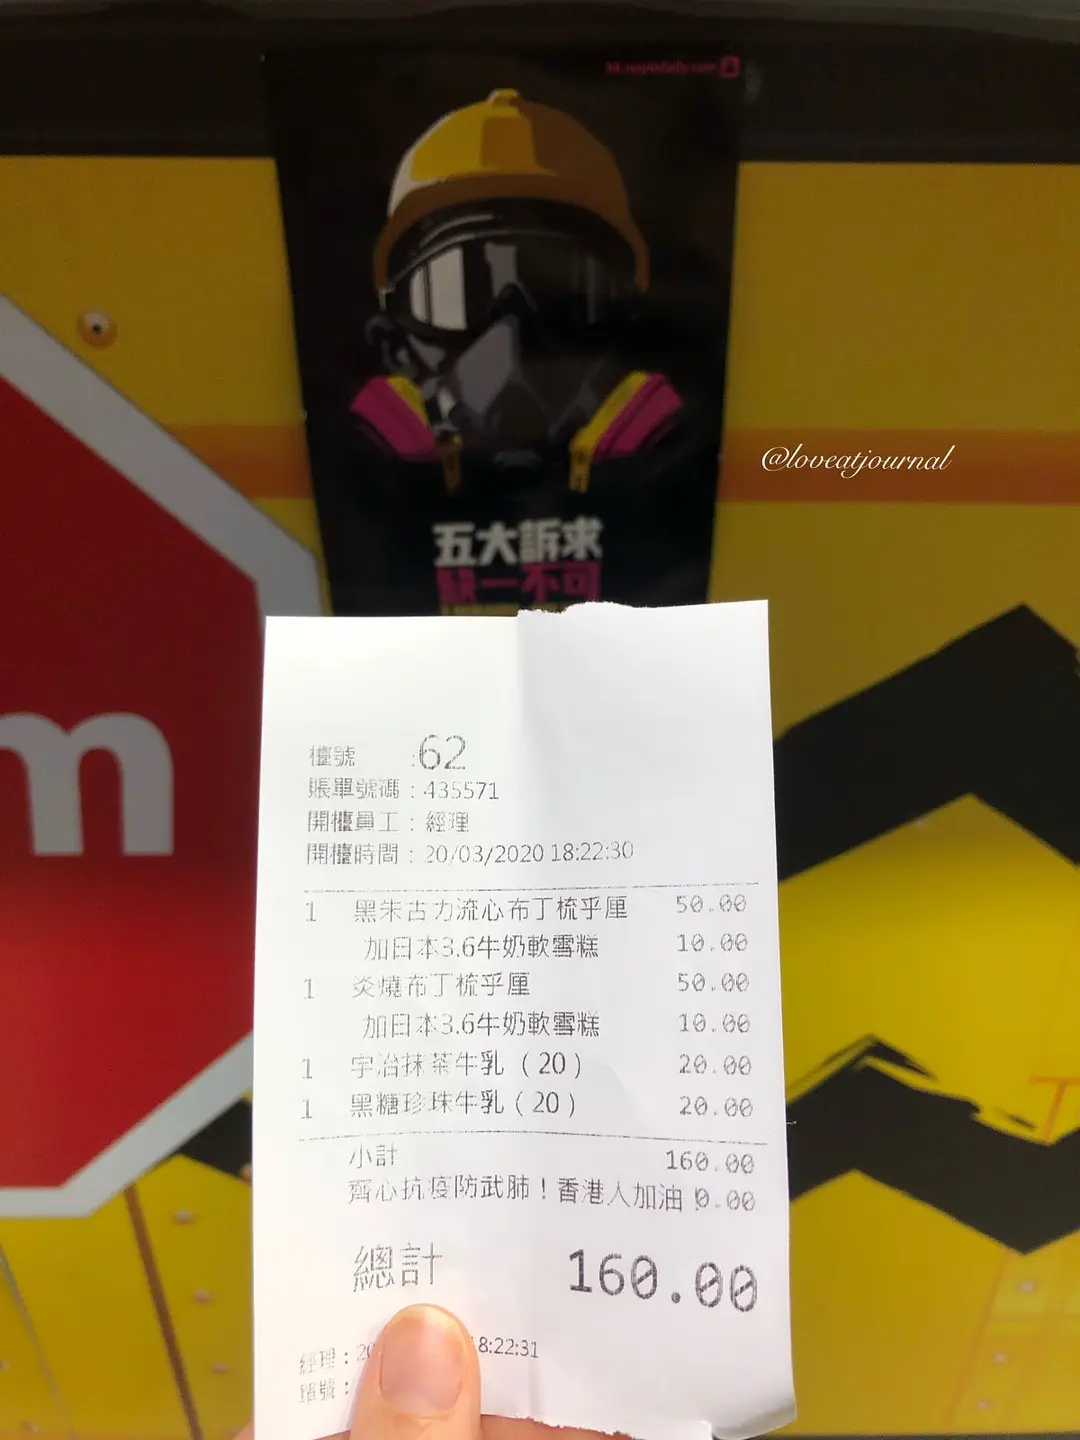 五大訴求
缺一不可
@loveatjournal
m
檯號 :62
賬單號碼 : 435571
開檯員工 : 經理
開檯時間 : 20/03/2020 18:22:30
1 黑朱古力流心布丁梳乎厘 50.00
加日本3.6牛奶軟雪糕 10.00
1 炎燒布丁梳乎厘 50.00
加日本3.6牛奶軟雪糕 10.00
1 宇治抹茶牛乳 (20) 20.00
1 黑糖珍珠牛乳 (20) 20.00
小計 160.00
齊心抗疫防武肺！香港人加油 0.00
總計 160.00
經理 : 20 18:22:31
單號 :